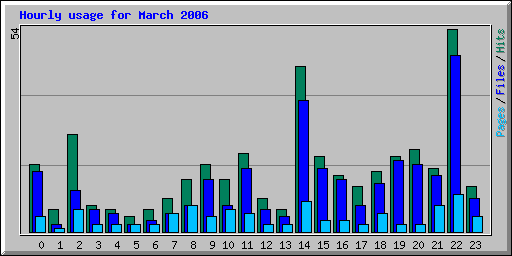 Hourly usage for March 2006
54
Pages / Files / Hits
0 1 2 3 4 5 6 7 8 9 10 11 12 13 14 15 16 17 18 19 20 21 22 23